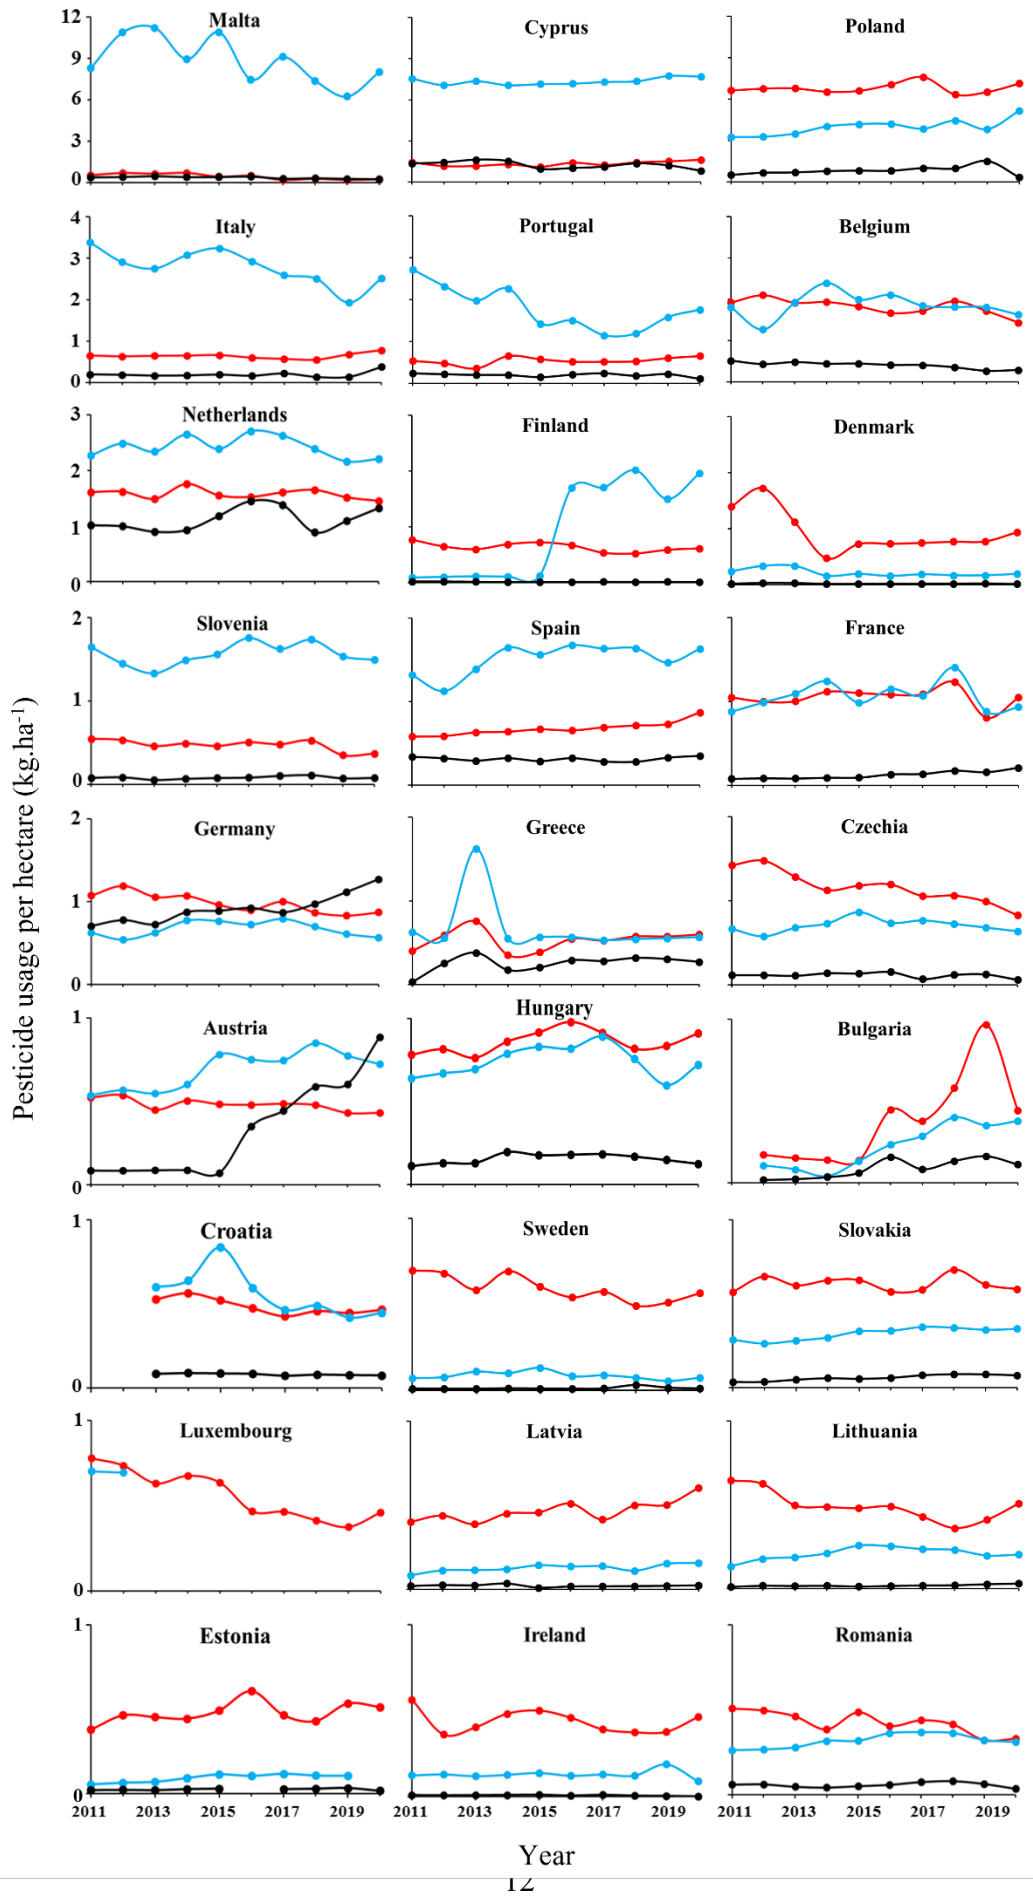 Malta Cyprus Poland
12
9
6
3
0
Italy Portugal Belgium
4
3
2
1
0
Netherlands Finland Denmark
3
2
1
0
Slovenia Spain France
2
1
0
Germany Greece Czechia
2
1
0
Austria Hungary Bulgaria
1
0
Croatia Sweden Slovakia
1
0
Luxembourg Latvia Lithuania
1
0
Estonia Ireland Romania
1
0
2011 2013 2015 2017 2019 2011 2013 2015 2017 2019 2011 2013 2015 2017 2019
Pesticide usage per hectare (kg.ha⁻¹)
Year
12